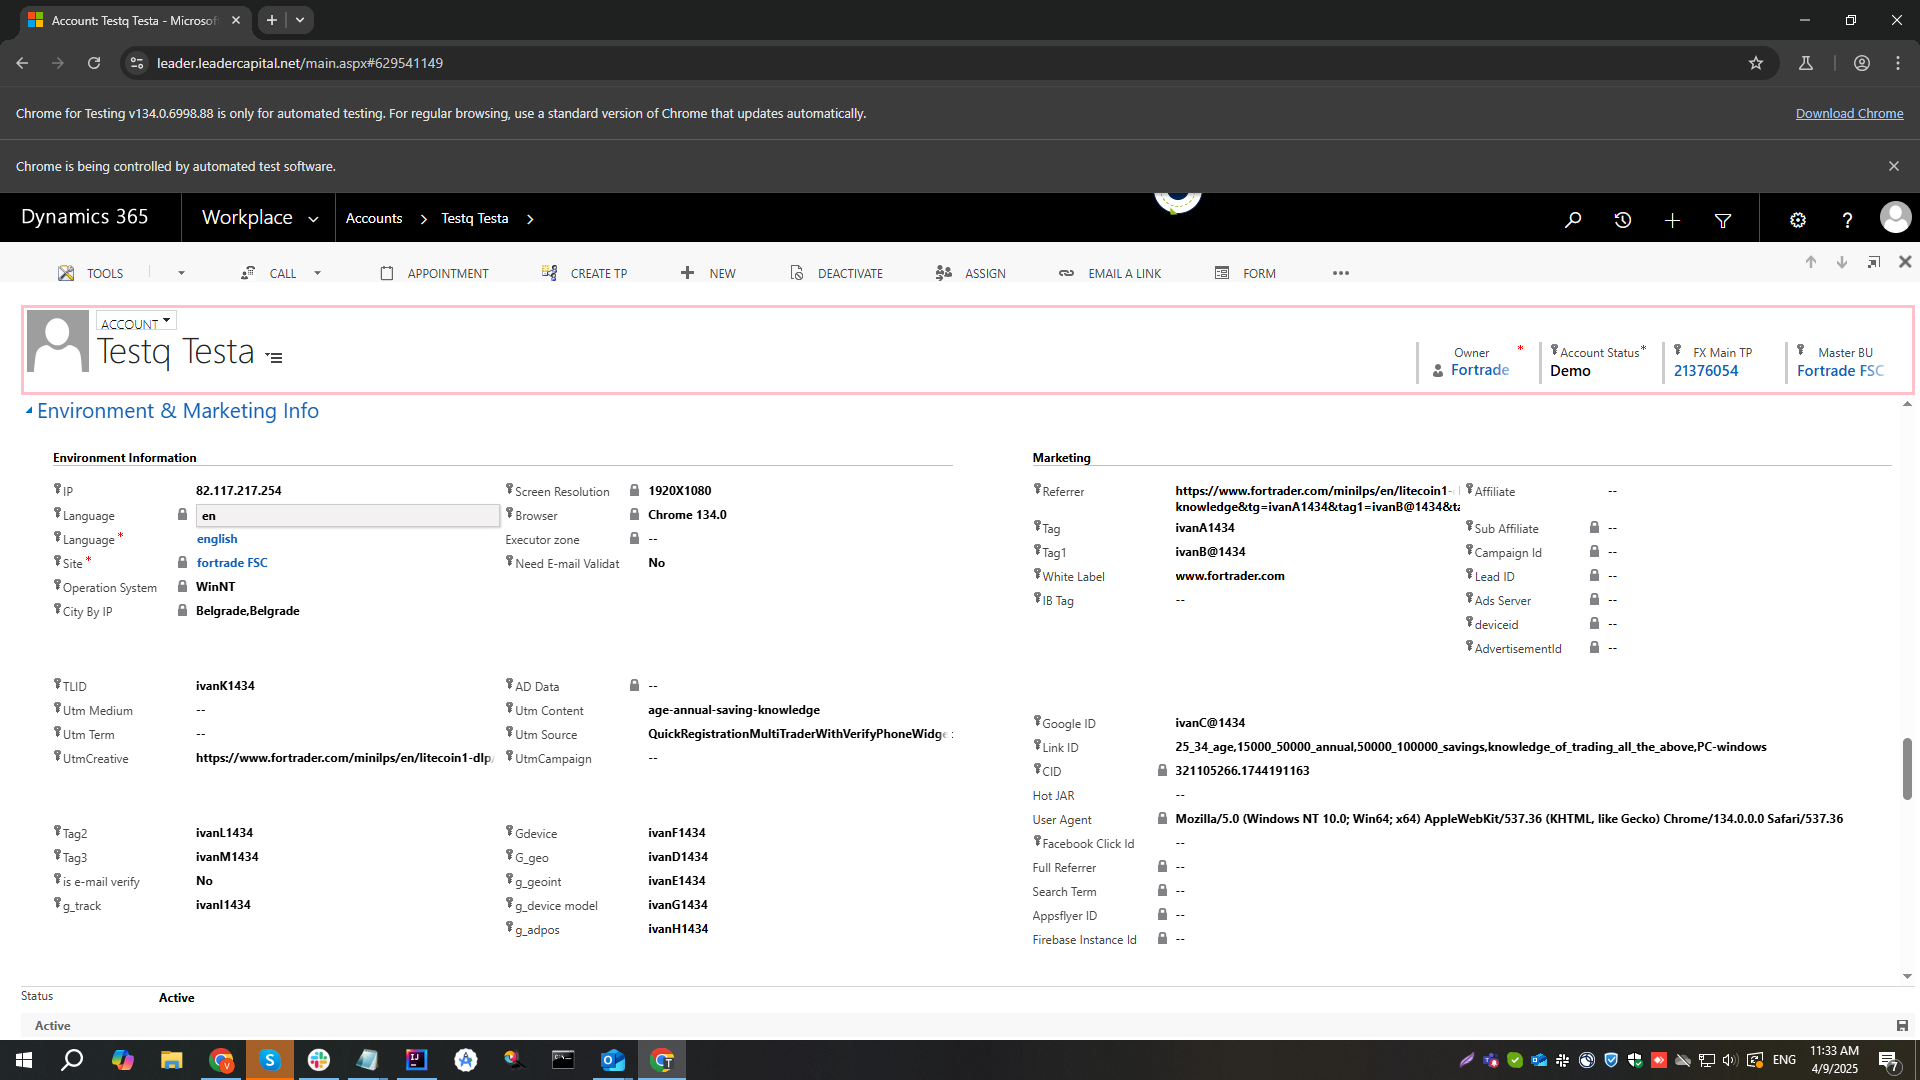 Account: Testq Testa - Microsof
leader.leadercapital.net/main.aspx#629541149
Chrome for Testing v134.0.6998.88 is only for automated testing. For regular browsing, use a standard version of Chrome that updates automatically.
Download Chrome
Chrome is being controlled by automated test software.
Dynamics 365
Workplace
Accounts > Testq Testa >
TOOLS
CALL
APPOINTMENT
CREATE TP
NEW
DEACTIVATE
ASSIGN
EMAIL A LINK
FORM
ACCOUNT
Testq Testa
Owner *
Fortrade
Account Status *
Demo
FX Main TP
21376054
Master BU
Fortrade FSC
Environment & Marketing Info
Environment Information
IP 82.117.217.254
Language en
Language * english
Site * fortrade FSC
Operation System WinNT
City By IP Belgrade,Belgrade
Screen Resolution 1920X1080
Browser Chrome 134.0
Executor zone --
Need E-mail Validat No
TLID ivanK1434
Utm Medium --
Utm Term --
UtmCreative https://www.fortrader.com/minilps/en/litecoin1-dlp/
AD Data --
Utm Content age-annual-saving-knowledge
Utm Source QuickRegistrationMultiTraderWithVerifyPhoneWidge
UtmCampaign --
Tag2 ivanL1434
Tag3 ivanM1434
is e-mail verify No
g_track ivanI1434
Gdevice ivanF1434
G_geo ivanD1434
g_geoint ivanE1434
g_device model ivanG1434
g_adpos ivanH1434
Marketing
Referrer https://www.fortrader.com/minilps/en/litecoin1-
knowledge&tg=ivanA1434&tag1=ivanB@1434&ta
Tag ivanA1434
Tag1 ivanB@1434
White Label www.fortrader.com
IB Tag --
Affiliate --
Sub Affiliate --
Campaign Id --
Lead ID --
Ads Server --
deviceid --
AdvertisementId --
Google ID ivanC@1434
Link ID 25_34_age,15000_50000_annual,50000_100000_savings,knowledge_of_trading_all_the_above,PC-windows
CID 321105266.1744191163
Hot JAR --
User Agent Mozilla/5.0 (Windows NT 10.0; Win64; x64) AppleWebKit/537.36 (KHTML, like Gecko) Chrome/134.0.0.0 Safari/537.36
Facebook Click Id --
Full Referrer --
Search Term --
Appsflyer ID --
Firebase Instance Id --
Status Active
Active
ENG
11:33 AM
4/9/2025
7